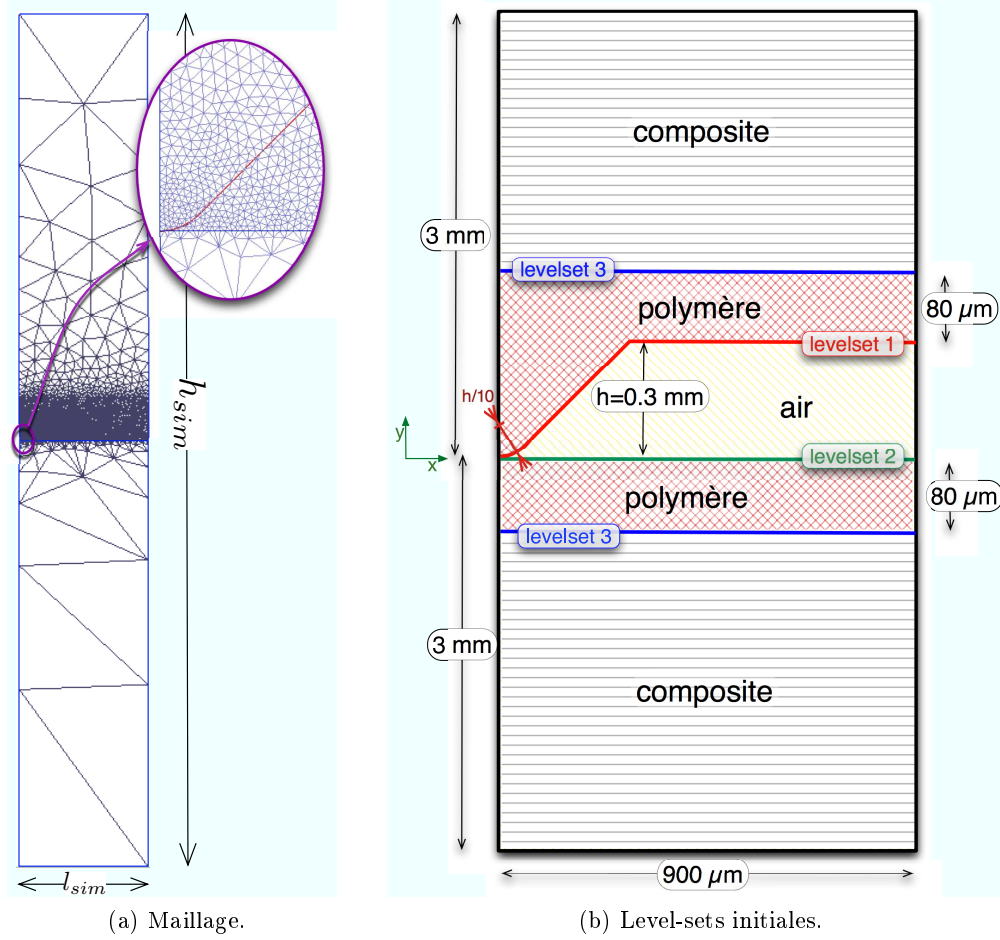 h_sim
l_sim
(a) Maillage.
composite
3 mm
levelset 3
polymère
80 µm
levelset 1
h/10
h=0.3 mm
air
y
x
levelset 2
polymère
80 µm
levelset 3
3 mm
composite
900 µm
(b) Level-sets initiales.